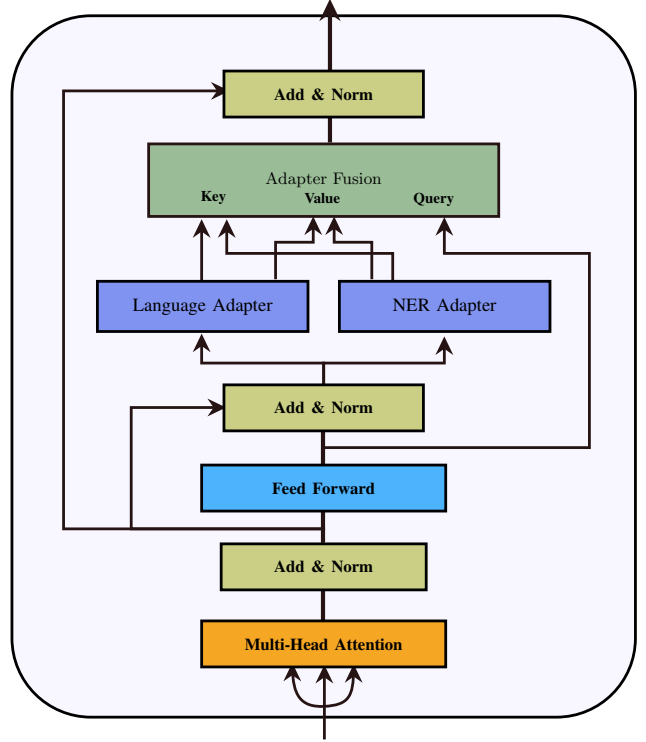 Add & Norm
Adapter Fusion
Key Value Query
Language Adapter NER Adapter
Add & Norm
Feed Forward
Add & Norm
Multi-Head Attention